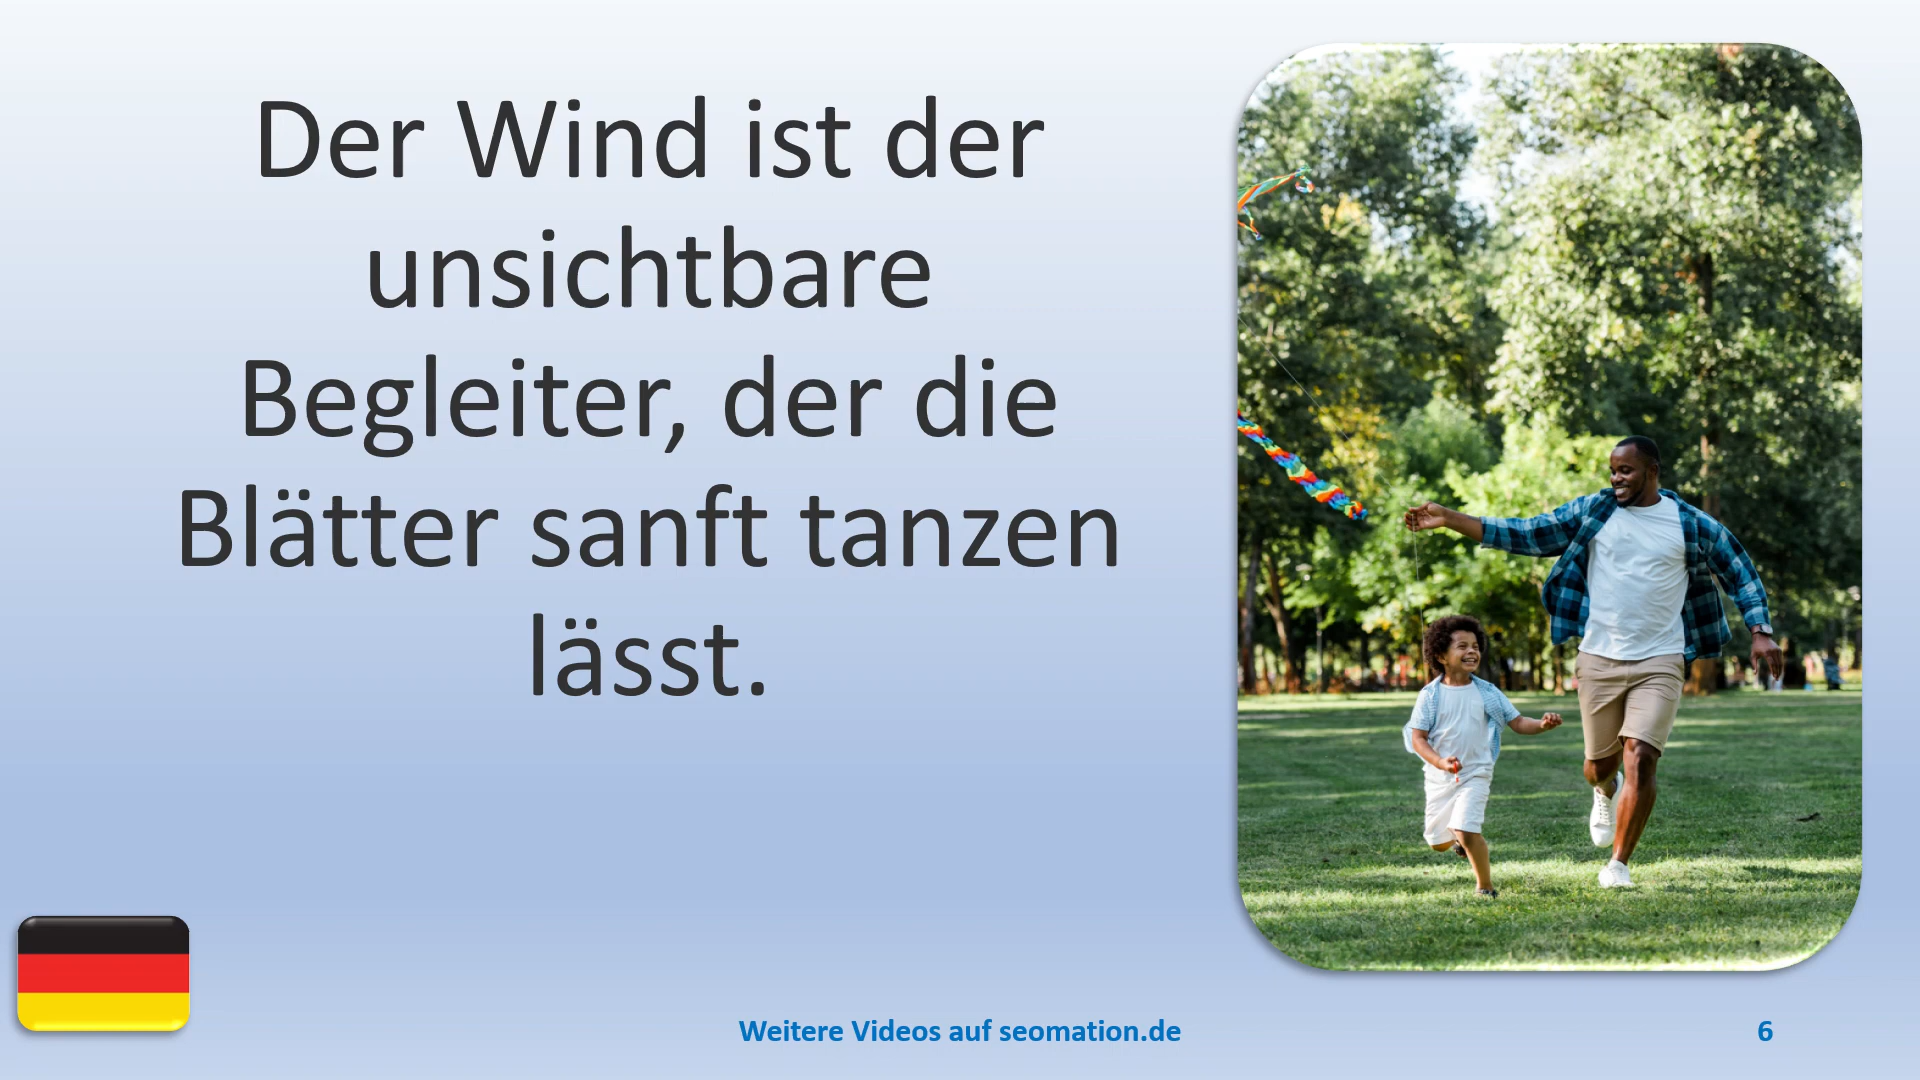 Der Wind ist der
unsichtbare
Begleiter, der die
Blätter sanft tanzen
lässt.
Weitere Videos auf seomation.de
6